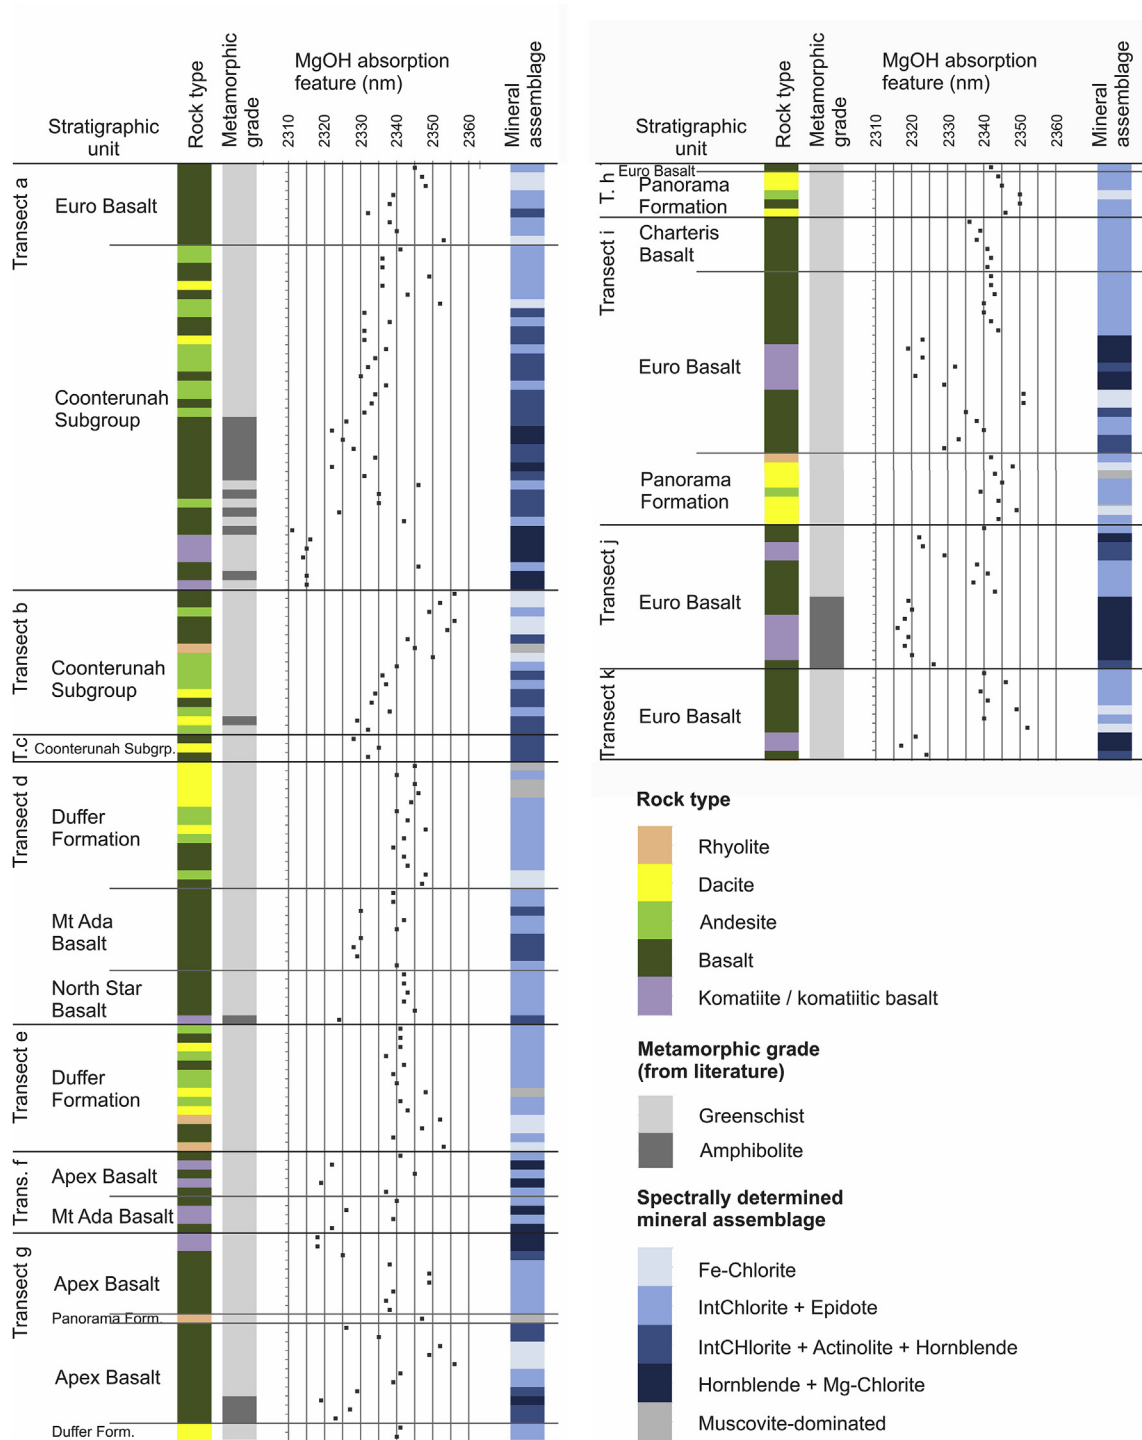 MgOH absorption
feature (nm)
Stratigraphic
unit
Rock type
Metamorphic
grade
2310
2320
2330
2340
2350
2360
Mineral
assemblage
Transect a
Euro Basalt
Coonterunah
Subgroup
Transect b
Coonterunah
Subgroup
T.c
Coonterunah Subgrp.
Transect d
Duffer
Formation
Mt Ada
Basalt
North Star
Basalt
Transect e
Duffer
Formation
Trans. f
Apex Basalt
Mt Ada Basalt
Transect g
Apex Basalt
Panorama Form.
Apex Basalt
Duffer Form.
MgOH absorption
feature (nm)
Stratigraphic
unit
Rock type
Metamorphic
grade
2310
2320
2330
2340
2350
2360
Mineral
assemblage
T. h
Euro Basalt
Panorama
Formation
Transect i
Charteris
Basalt
Euro Basalt
Panorama
Formation
Transect j
Euro Basalt
Transect k
Euro Basalt
Rock type
Rhyolite
Dacite
Andesite
Basalt
Komatiite / komatiitic basalt
Metamorphic grade
(from literature)
Greenschist
Amphibolite
Spectrally determined
mineral assemblage
Fe-Chlorite
IntChlorite + Epidote
IntCHlorite + Actinolite + Hornblende
Hornblende + Mg-Chlorite
Muscovite-dominated